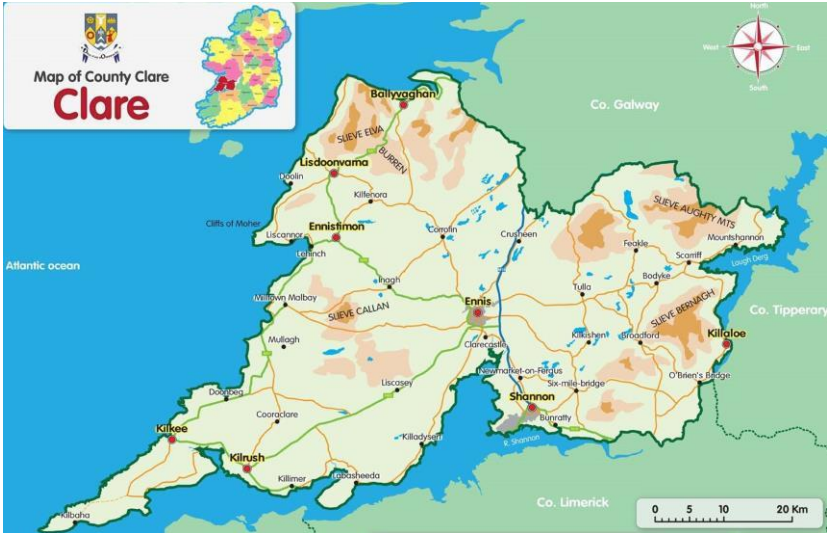 North
West
East
South
Map of County Clare
Clare
Co. Galway
Ballyvaghan
SLIEVE ELVA
BURREN
Lisdoonvarna
Doolin
Kilfenora
SLIEVE AUGHTY MTS
Cliffs of Moher
Liscannor
Ennistimon
Lehinch
Corrofin
Crusheen
Feakle
Mountshannon
Scarriff
Lough Derg
Atlantic ocean
Inagh
Tulla
Bodyke
Milltown Malbay
SLIEVE CALLAN
Ennis
SLIEVE BERNAGH
Co. Tipperary
Mullagh
Clarecastle
Kilkishen
Broadford
Killaloe
Newmarket-on-Fergus
Six-mile-bridge
O'Brien's Bridge
Doonbeg
Liscasey
Shannon
Bunratty
Cooraclare
Kilkee
Killadysert
R. Shannon
Kilrush
Killimer
Labasheeda
Kilbaha
Co. Limerick
0 5 10 20 Km